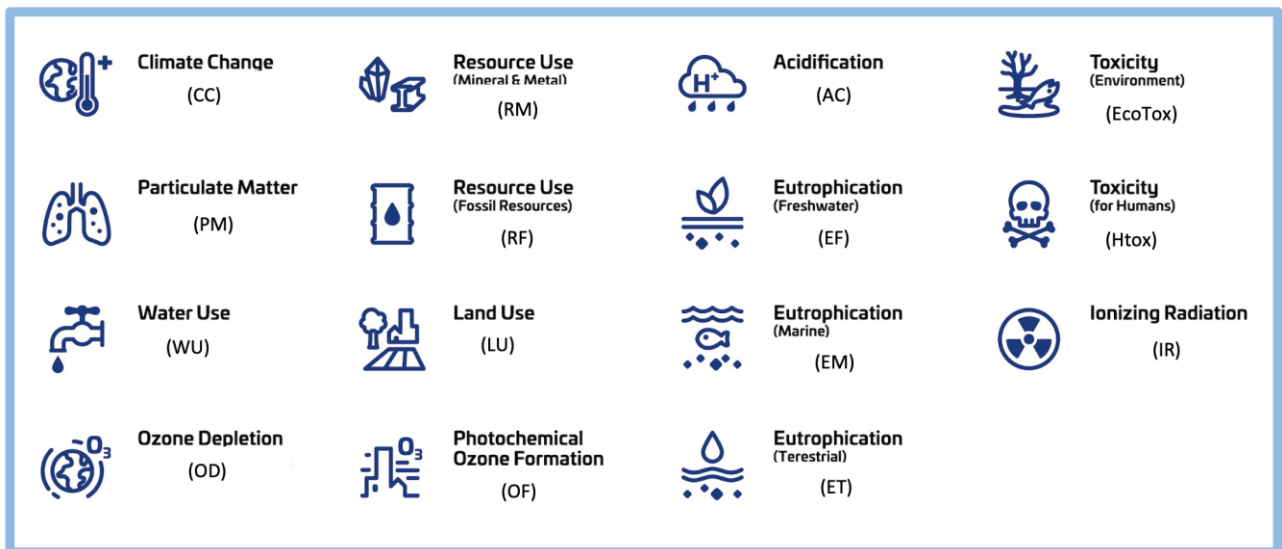 Climate Change
(CC)
Resource Use
(Mineral & Metal)
(RM)
H+
Acidification
(AC)
Toxicity
(Environment)
(EcoTox)
Particulate Matter
(PM)
Resource Use
(Fossil Resources)
(RF)
Eutrophication
(Freshwater)
(EF)
Toxicity
(for Humans)
(Htox)
Water Use
(WU)
Land Use
(LU)
Eutrophication
(Marine)
(EM)
Ionizing Radiation
(IR)
O3
Ozone Depletion
(OD)
O3
Photochemical
Ozone Formation
(OF)
Eutrophication
(Terestrial)
(ET)